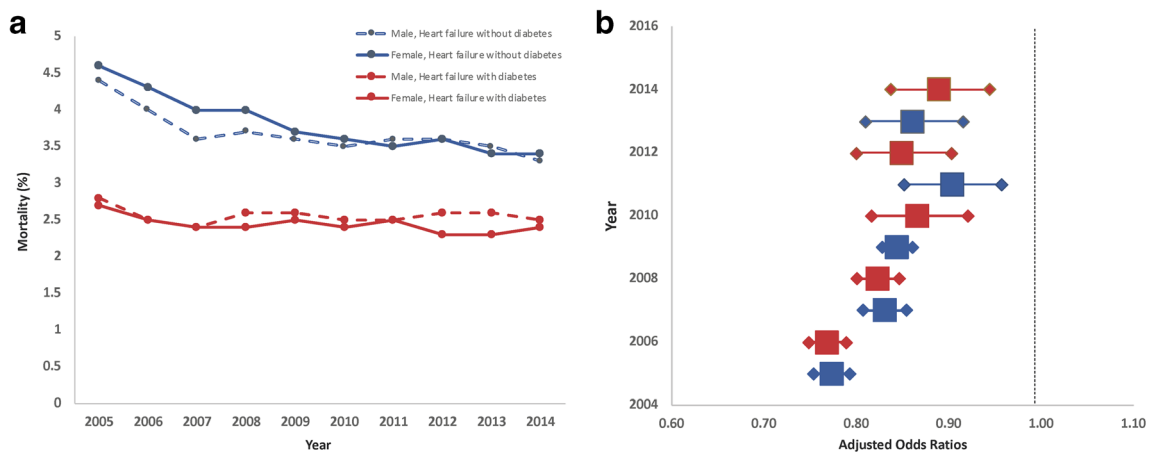 a
Male, Heart failure without diabetes
Female, Heart failure without diabetes
Male, Heart failure with diabetes
Female, Heart failure with diabetes
Mortality (%)
5
4.5
4
3.5
3
2.5
2
1.5
1
0.5
0
2005 2006 2007 2008 2009 2010 2011 2012 2013 2014
Year
b
Year
2016
2014
2012
2010
2008
2006
2004
0.60 0.70 0.80 0.90 1.00 1.10
Adjusted Odds Ratios